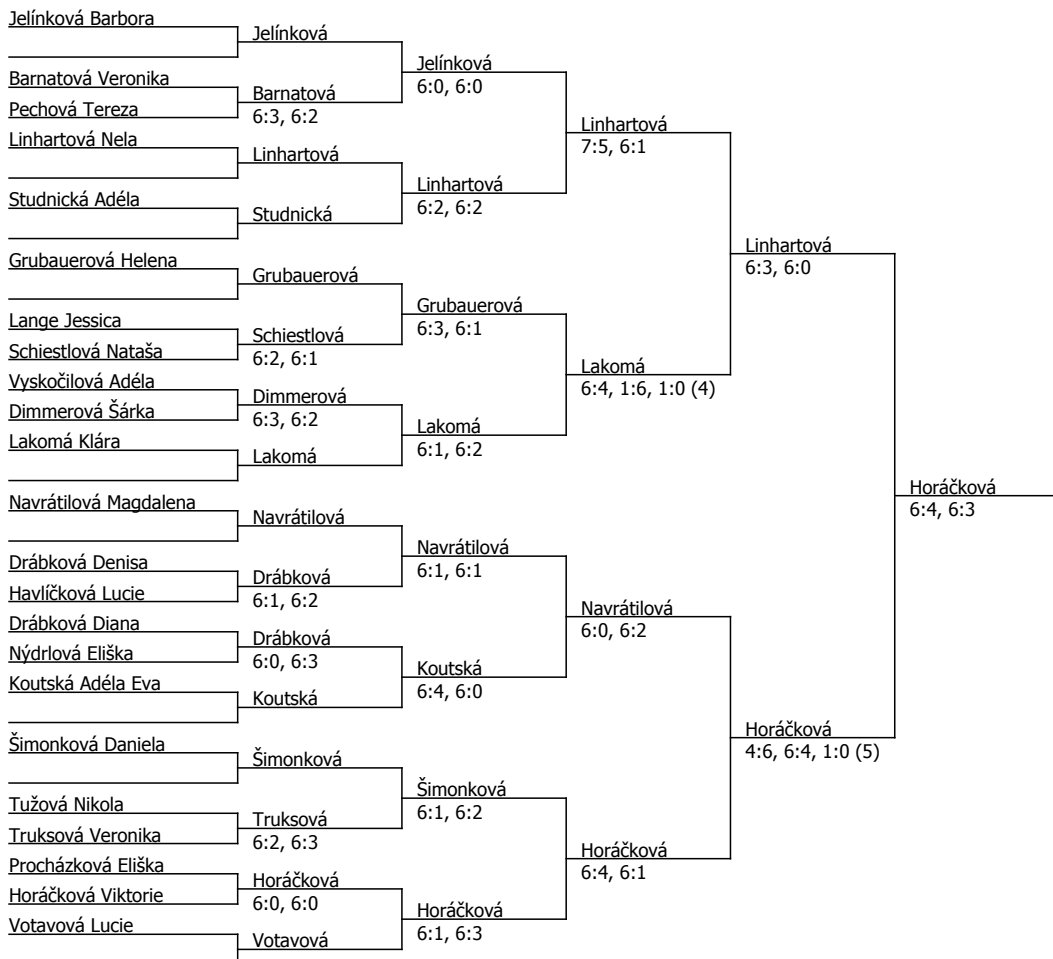 Jelínková Barbora
Barnatová Veronika
Pechová Tereza
Linhartová Nela
Studnická Adéla
Grubauerová Helena
Lange Jessica
Schiestlová Nataša
Vyskočilová Adéla
Dimmerová Šárka
Lakomá Klára
Navrátilová Magdalena
Drábková Denisa
Havlíčková Lucie
Drábková Diana
Nýdrlová Eliška
Koutská Adéla Eva
Šimonková Daniela
Tužová Nikola
Truksová Veronika
Procházková Eliška
Horáčková Viktorie
Votavová Lucie
Jelínková
Barnatová
6:3, 6:2
Linhartová
Studnická
Grubauerová
Schiestlová
6:2, 6:1
Dimmerová
6:3, 6:2
Lakomá
Navrátilová
Drábková
6:1, 6:2
Drábková
6:0, 6:3
Koutská
Šimonková
Truksová
6:2, 6:3
Horáčková
6:0, 6:0
Votavová
Jelínková
6:0, 6:0
Linhartová
6:2, 6:2
Grubauerová
6:3, 6:1
Lakomá
6:1, 6:2
Navrátilová
6:1, 6:1
Koutská
6:4, 6:0
Šimonková
6:1, 6:2
Horáčková
6:1, 6:3
Linhartová
7:5, 6:1
Lakomá
6:4, 1:6, 1:0 (4)
Navrátilová
6:0, 6:2
Horáčková
6:4, 6:1
Linhartová
6:3, 6:0
Horáčková
4:6, 6:4, 1:0 (5)
Horáčková
6:4, 6:3